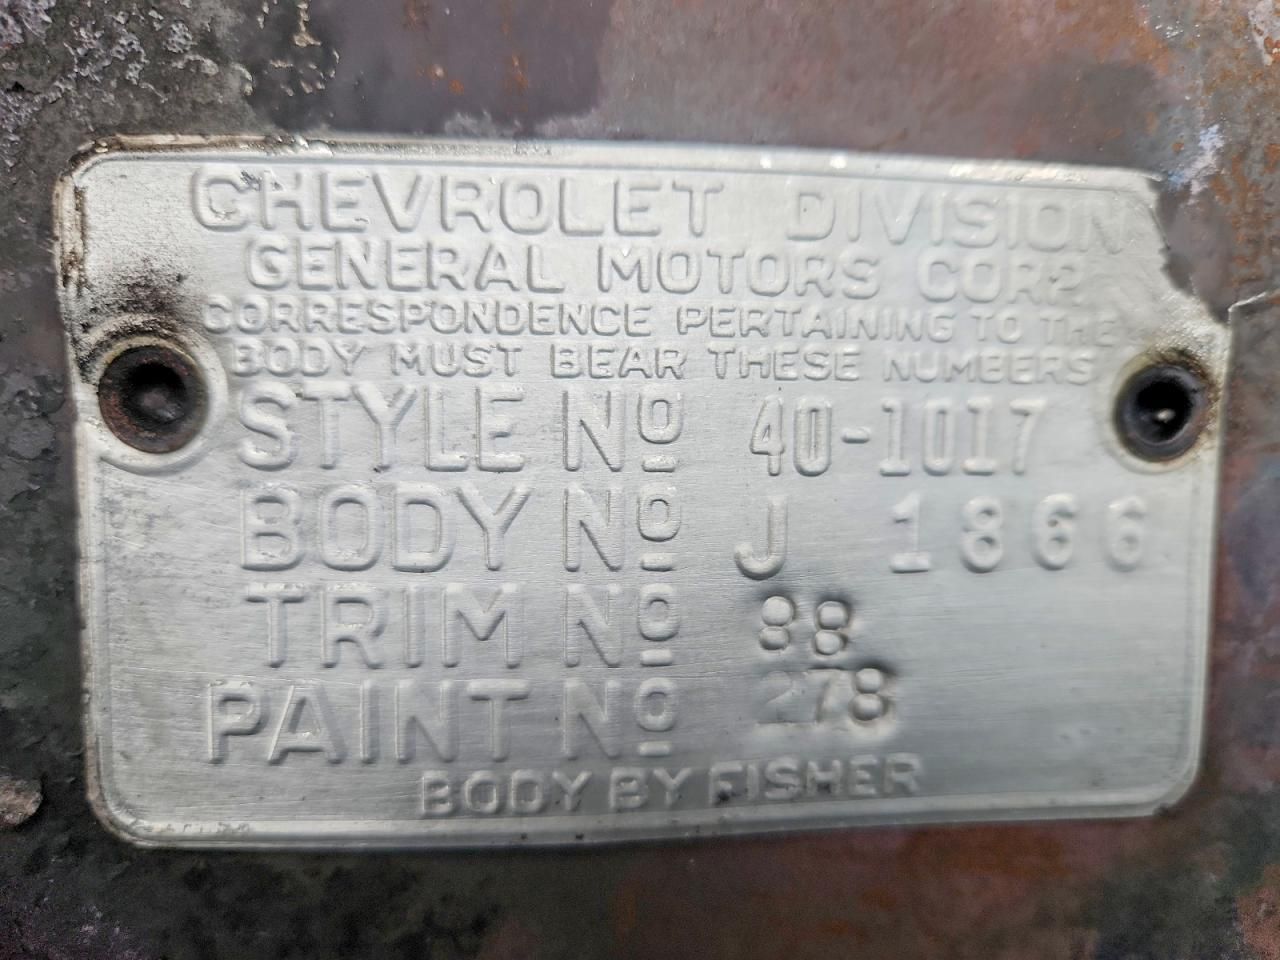 CHEVROLET DIVISION
GENERAL MOTORS CORP.
CORRESPONDENCE PERTAINING TO THE
BODY MUST BEAR THESE NUMBERS
STYLE Nº 40-1017
BODY Nº J 1866
TRIM Nº 88
PAINT Nº 278
BODY BY FISHER